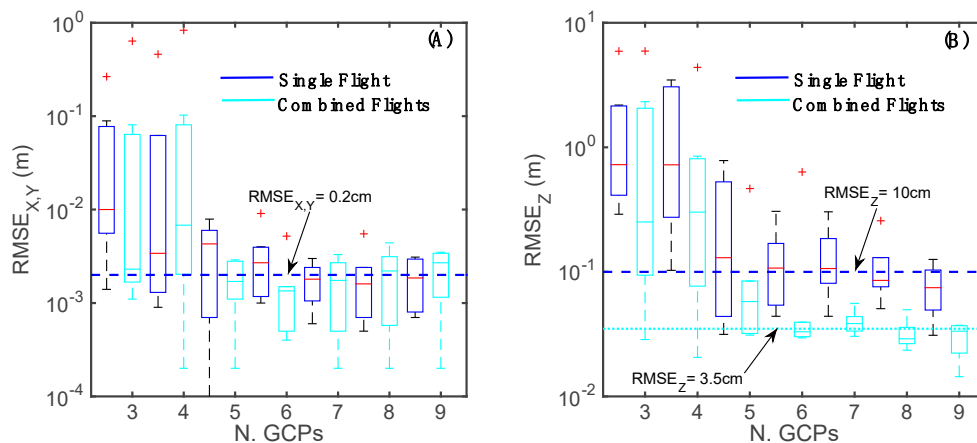 (A)
10^0
10^-1
10^-2
10^-3
10^-4
RMSE_X,Y (m)
Single Flight
Combined Flights
RMSE_X,Y = 0.2cm
3 4 5 6 7 8 9
N. GCPs
(B)
10^2
10^1
10^0
10^-1
10^-2
RMSE_Z (m)
Single Flight
Combined Flights
RMSE_Z = 10cm
RMSE_Z = 3.5cm
3 4 5 6 7 8 9
N. GCPs